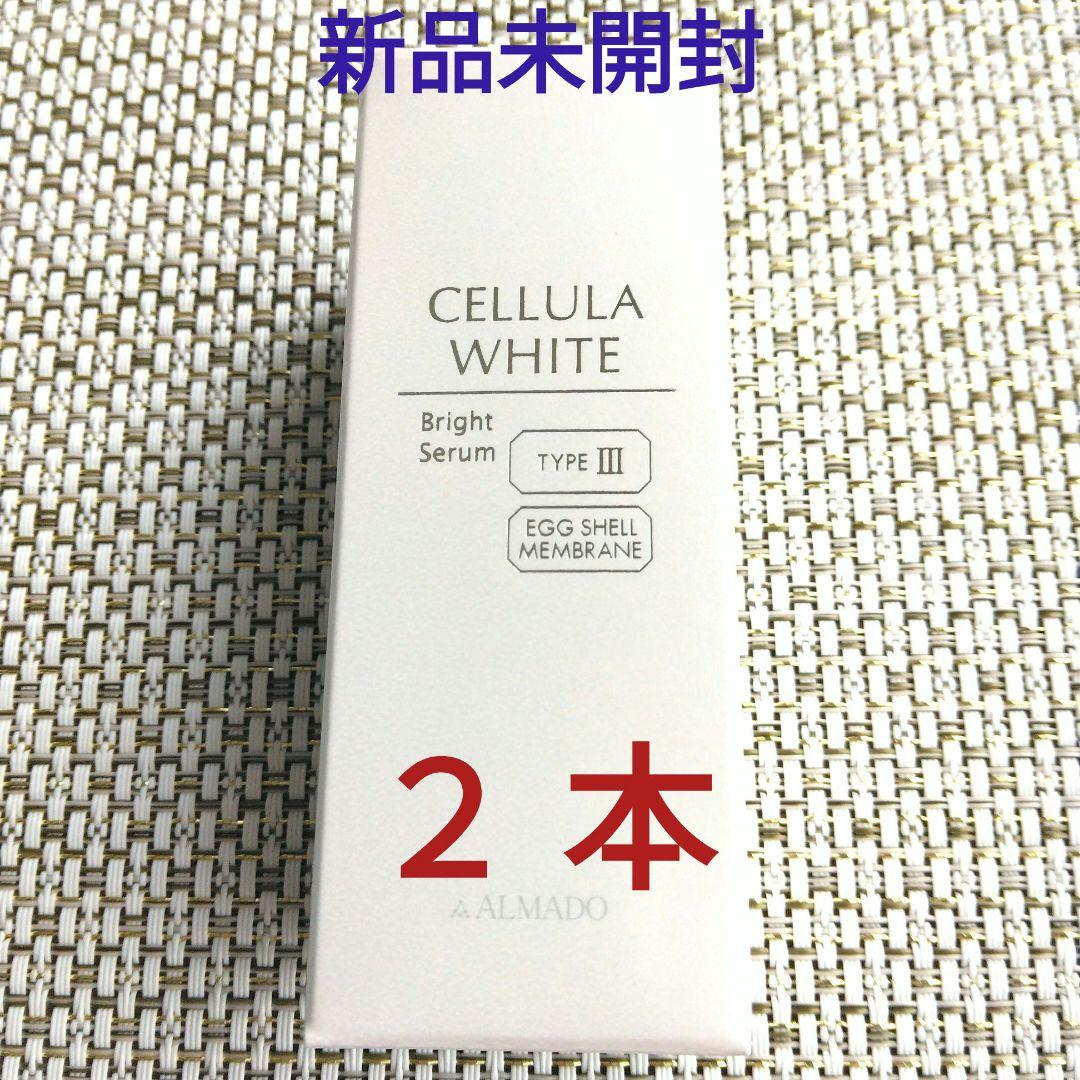 新品未開封
CELLULA
WHITE
Bright
Serum
TYPE III
EGG SHELL
MEMBRANE
２本
ALMADO